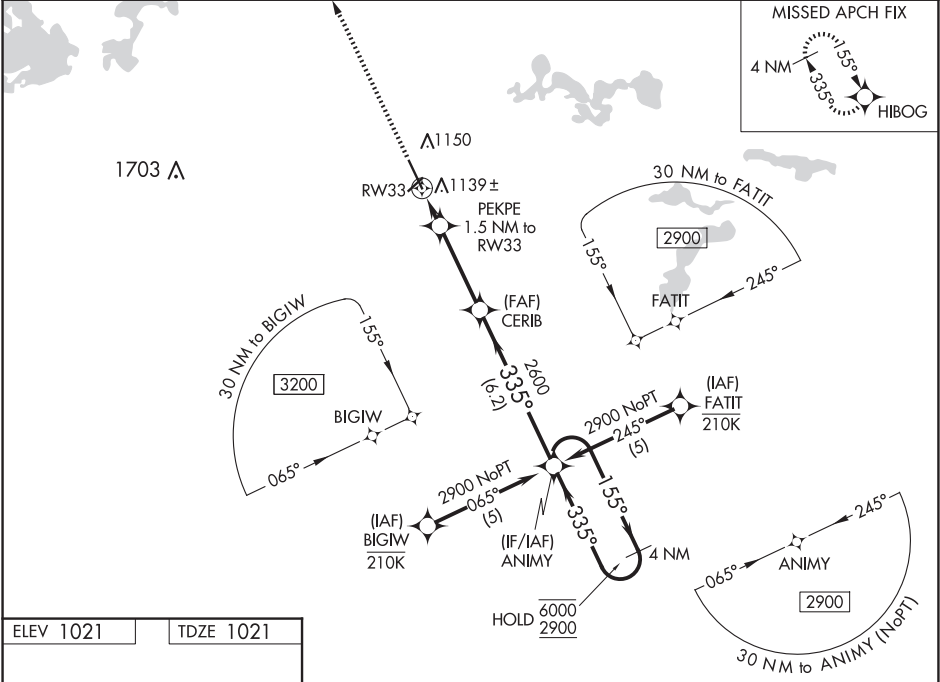 MISSED APCH FIX
4 NM
155°
335°
HIBOG
1150
1703
RW33
1139±
PEKPE
1.5 NM to
RW33
30 NM to FATIT
2900
155°
245°
FATIT
(FAF)
CERIB
30 NM to BIGIW
155°
3200
BIGIW
065°
2600
335°
(6.2)
(IAF)
FATIT
210K
2900 NoPT
245°
(5)
2900 NoPT
065°
(5)
(IAF)
BIGIW
210K
(IF/IAF)
ANIMY
155°
335°
4 NM
HOLD
6000
2900
245°
065°
ANIMY
2900
30 NM to ANIMY (NoPT)
ELEV 1021
TDZE 1021